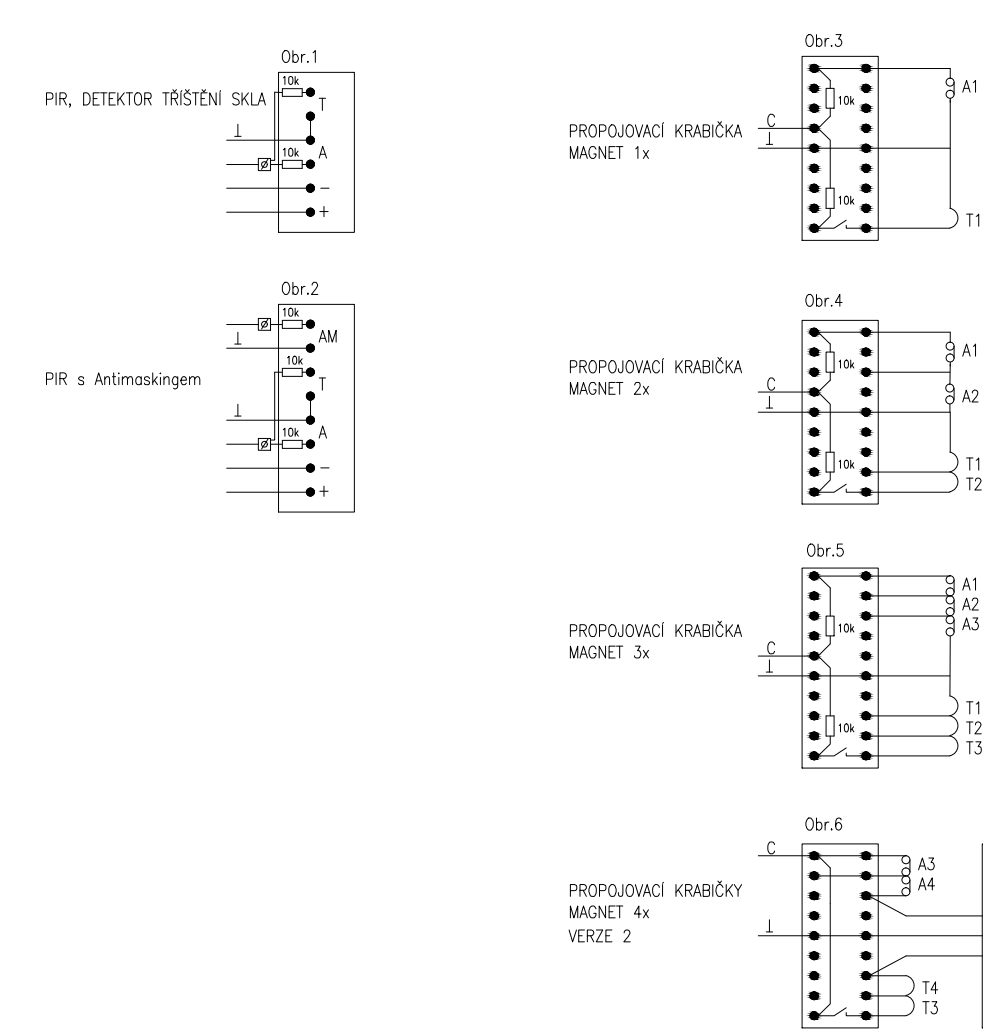 Obr.1
10k
T
PIR, DETEKTOR TŘÍŠTĚNÍ SKLA
⊥
10k
A
ø
−
+
Obr.2
10k
ø
AM
⊥
10k
T
PIR s Antimaskingem
⊥
10k
A
ø
−
+
Obr.3
A1
10k
C
PROPOJOVACÍ KRABIČKA
⊥
MAGNET 1x
10k
T1
Obr.4
A1
10k
PROPOJOVACÍ KRABIČKA
C
MAGNET 2x
A2
⊥
10k
T1
T2
Obr.5
A1
A2
A3
10k
PROPOJOVACÍ KRABIČKA
C
MAGNET 3x
⊥
T1
10k
T2
T3
Obr.6
C
A3
A4
PROPOJOVACÍ KRABIČKY
MAGNET 4x
⊥
VERZE 2
T4
T3